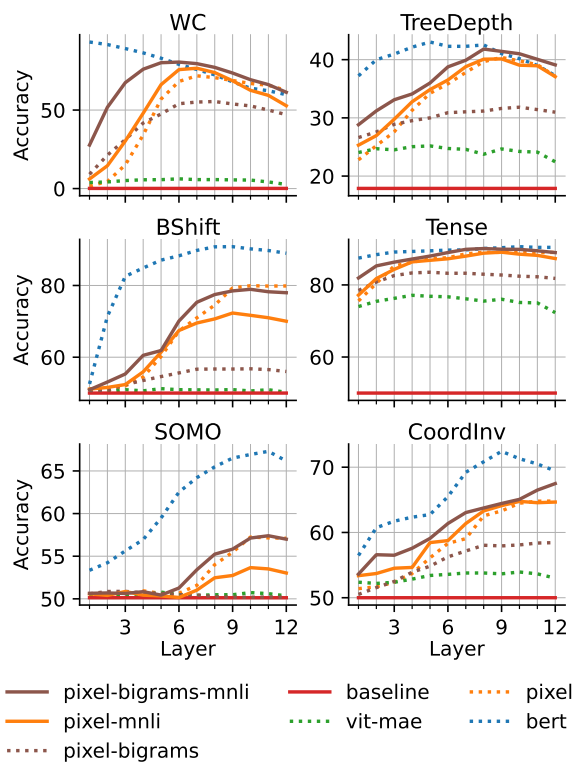 WC
TreeDepth
Accuracy
50
0
40
30
20
BShift
Tense
Accuracy
80
60
80
60
SOMO
CoordInv
Accuracy
65
60
55
50
70
60
50
3 6 9 12
3 6 9 12
Layer
Layer
pixel-bigrams-mnli
baseline
pixel
pixel-mnli
vit-mae
bert
pixel-bigrams